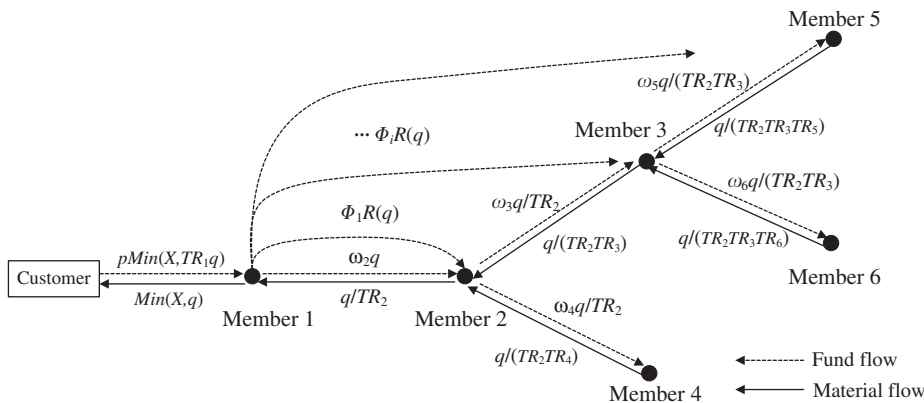 Member 5
ω₅q/(TR₂TR₃)
q/(TR₂TR₃TR₅)
Member 3
... ΦᵢR(q)
ω₆q/(TR₂TR₃)
ω₃q/TR₂
Φ₁R(q)
q/(TR₂TR₃)
q/(TR₂TR₃TR₆)
Customer
pMin(X,TR₁q)
ω₂q
Member 6
Min(X,q)
q/TR₂
Member 1
Member 2
ω₄q/TR₂
q/(TR₂TR₄)
Member 4
Fund flow
Material flow